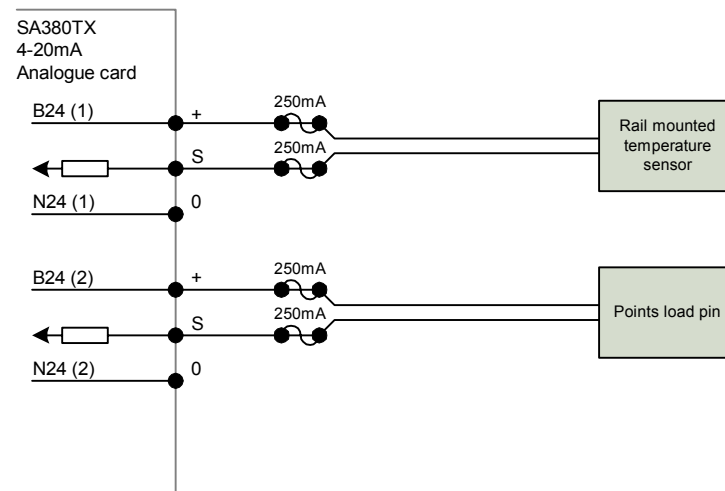 SA380TX
4-20mA
Analogue card
B24 (1)
+
250mA
S
250mA
N24 (1)
0
Rail mounted
temperature
sensor
B24 (2)
+
250mA
S
250mA
N24 (2)
0
Points load pin